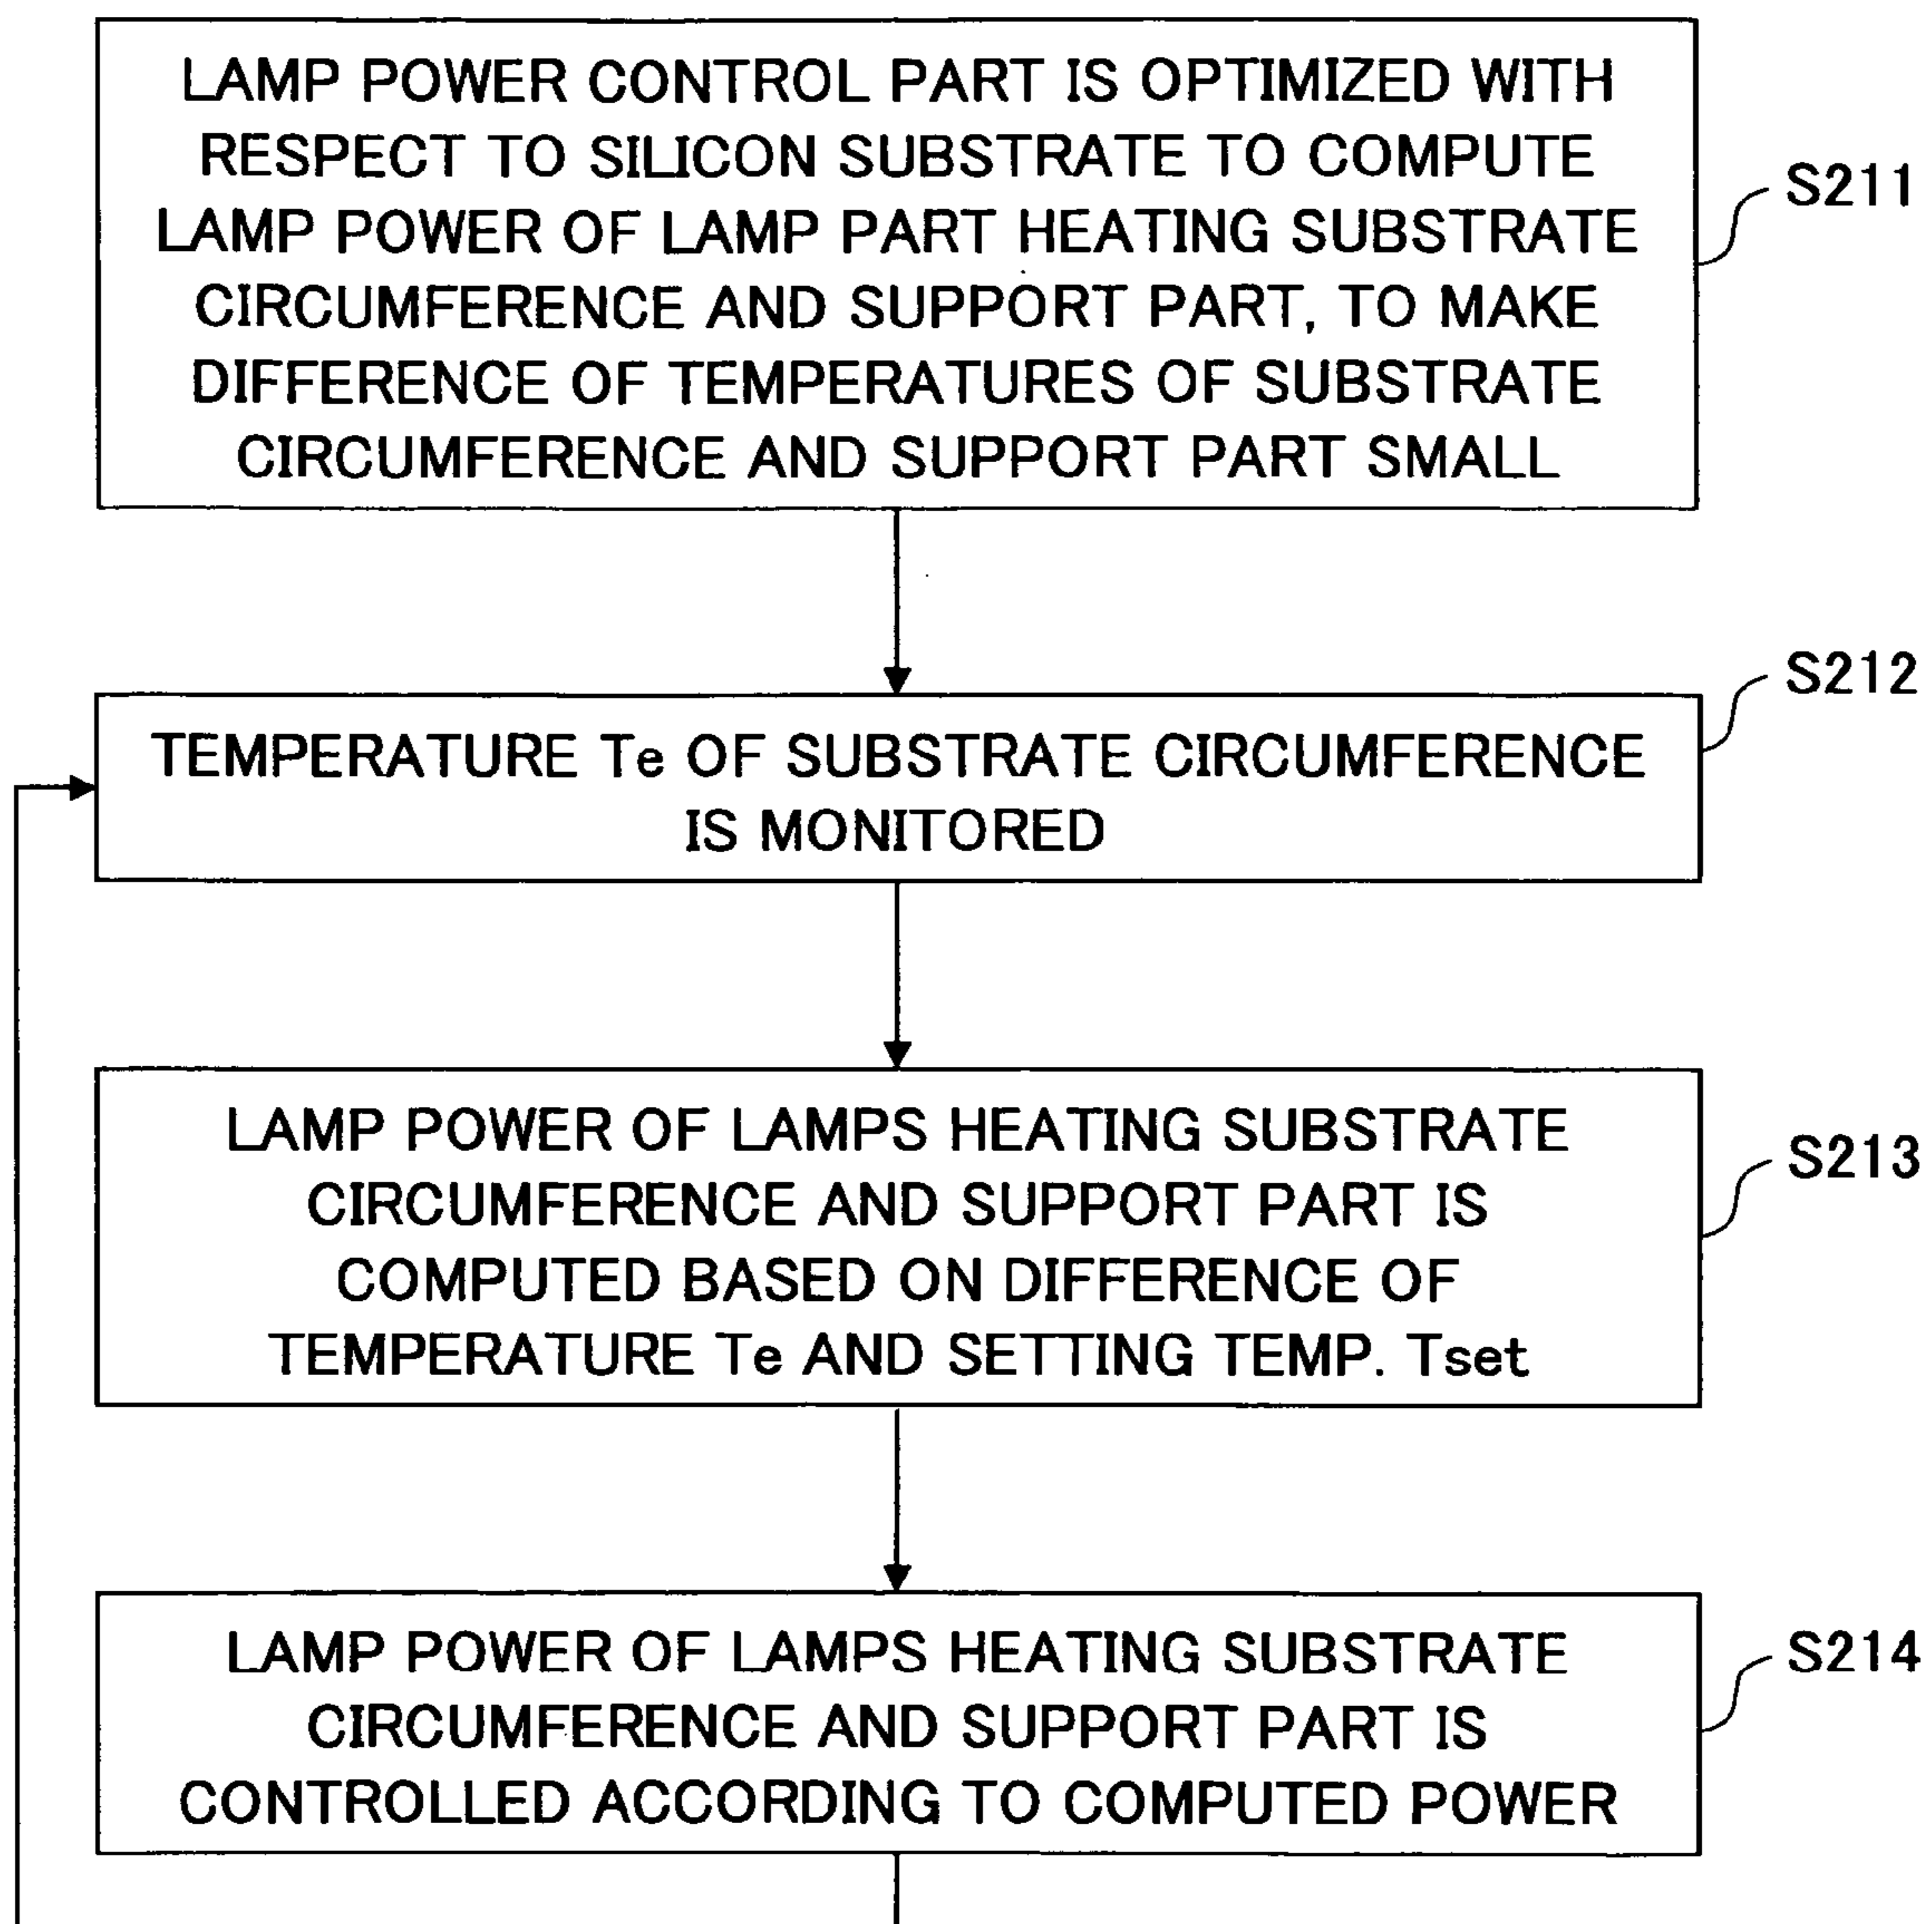 LAMP POWER CONTROL PART IS OPTIMIZED WITH
RESPECT TO SILICON SUBSTRATE TO COMPUTE
LAMP POWER OF LAMP PART HEATING SUBSTRATE
CIRCUMFERENCE AND SUPPORT PART, TO MAKE
DIFFERENCE OF TEMPERATURES OF SUBSTRATE
CIRCUMFERENCE AND SUPPORT PART SMALL
S211
TEMPERATURE Te OF SUBSTRATE CIRCUMFERENCE
IS MONITORED
S212
LAMP POWER OF LAMPS HEATING SUBSTRATE
CIRCUMFERENCE AND SUPPORT PART IS
COMPUTED BASED ON DIFFERENCE OF
TEMPERATURE Te AND SETTING TEMP. Tset
S213
LAMP POWER OF LAMPS HEATING SUBSTRATE
CIRCUMFERENCE AND SUPPORT PART IS
CONTROLLED ACCORDING TO COMPUTED POWER
S214